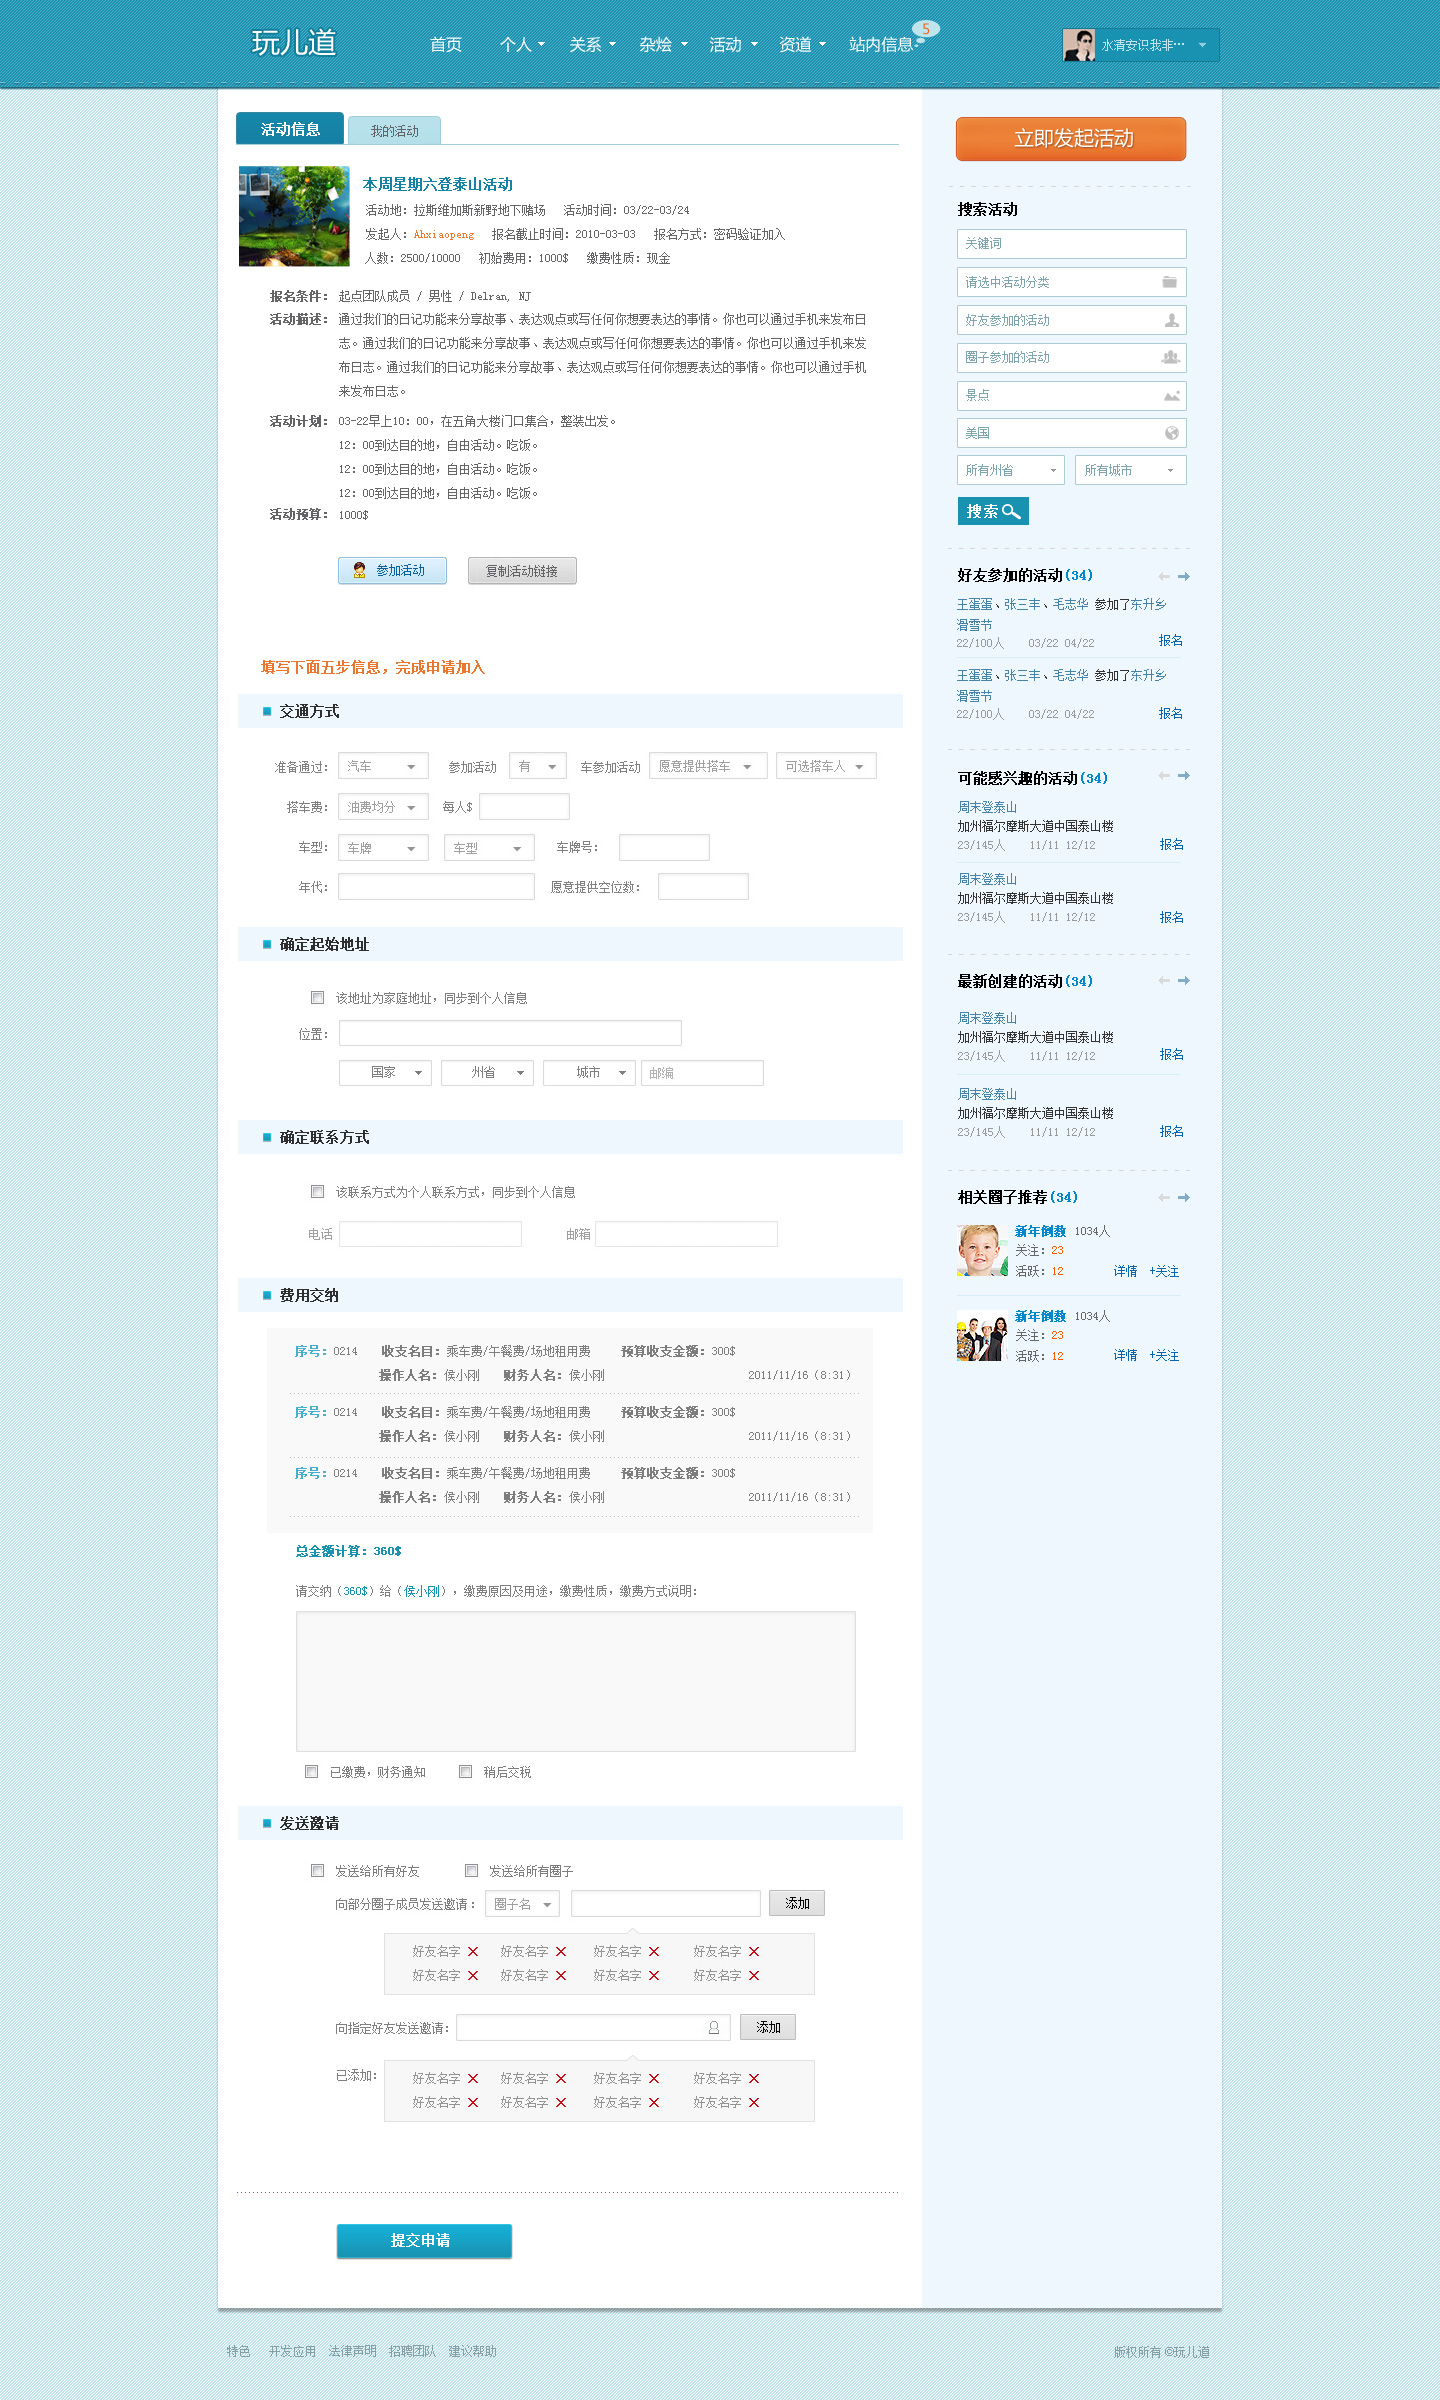 玩儿道
首页 个人 关系 杂烩 活动 资道 站内信息 5
水清安识我非···
活动信息 我的活动
本周星期六登泰山活动
活动地：拉斯维加斯新野地下赌场 活动时间：03/22-03/24
发起人：Ahxiaopeng 报名截止时间：2010-03-03 报名方式：密码验证加入
人数：2500/10000 初始费用：1000$ 缴费性质：现金
报名条件： 起点团队成员 / 男性 / Delran, NJ
活动描述： 通过我们的日记功能来分享故事、表达观点或写任何你想要表达的事情。你也可以通过手机来发布日
志。通过我们的日记功能来分享故事、表达观点或写任何你想要表达的事情。你也可以通过手机来发
布日志。通过我们的日记功能来分享故事、表达观点或写任何你想要表达的事情。你也可以通过手机
来发布日志。
活动计划： 03-22早上10：00，在五角大楼门口集合，整装出发。
12：00到达目的地，自由活动。吃饭。
12：00到达目的地，自由活动。吃饭。
12：00到达目的地，自由活动。吃饭。
活动预算： 1000$
参加活动 复制活动链接
填写下面五步信息，完成申请加入
交通方式
准备通过： 汽车 参加活动 有 车参加活动 愿意提供搭车 可选搭车人
搭车费： 油费均分 每人$
车型： 车牌 车型 车牌号：
年代： 愿意提供空位数：
确定起始地址
该地址为家庭地址，同步到个人信息
位置：
国家 州省 城市 邮编
确定联系方式
该联系方式为个人联系方式，同步到个人信息
电话 邮箱
费用交纳
序号：0214 收支名目：乘车费/午餐费/场地租用费 预算收支金额：300$
操作人名：侯小刚 财务人名：侯小刚 2011/11/16（8:31）
序号：0214 收支名目：乘车费/午餐费/场地租用费 预算收支金额：300$
操作人名：侯小刚 财务人名：侯小刚 2011/11/16（8:31）
序号：0214 收支名目：乘车费/午餐费/场地租用费 预算收支金额：300$
操作人名：侯小刚 财务人名：侯小刚 2011/11/16（8:31）
总金额计算：360$
请交纳（360$）给（侯小刚），缴费原因及用途，缴费性质，缴费方式说明：
已缴费，财务通知 稍后交税
发送邀请
发送给所有好友 发送给所有圈子
向部分圈子成员发送邀请： 圈子名 添加
好友名字 好友名字 好友名字 好友名字
好友名字 好友名字 好友名字 好友名字
向指定好友发送邀请： 添加
已添加： 好友名字 好友名字 好友名字 好友名字
好友名字 好友名字 好友名字 好友名字
提交申请
立即发起活动
搜索活动
关键词
请选中活动分类
好友参加的活动
圈子参加的活动
景点
美国
所有州省 所有城市
搜索
好友参加的活动(34)
王蛋蛋、张三丰、毛志华 参加了东升乡
滑雪节
22/100人 03/22 04/22 报名
王蛋蛋、张三丰、毛志华 参加了东升乡
滑雪节
22/100人 03/22 04/22 报名
可能感兴趣的活动(34)
周末登泰山
加州福尔摩斯大道中国泰山楼
23/145人 11/11 12/12 报名
周末登泰山
加州福尔摩斯大道中国泰山楼
23/145人 11/11 12/12 报名
最新创建的活动(34)
周末登泰山
加州福尔摩斯大道中国泰山楼
23/145人 11/11 12/12 报名
周末登泰山
加州福尔摩斯大道中国泰山楼
23/145人 11/11 12/12 报名
相关圈子推荐(34)
新年倒数 1034人
关注：23
活跃：12 详情 +关注
新年倒数 1034人
关注：23
活跃：12 详情 +关注
特色 开发应用 法律声明 招聘团队 建议帮助
版权所有 ©玩儿道